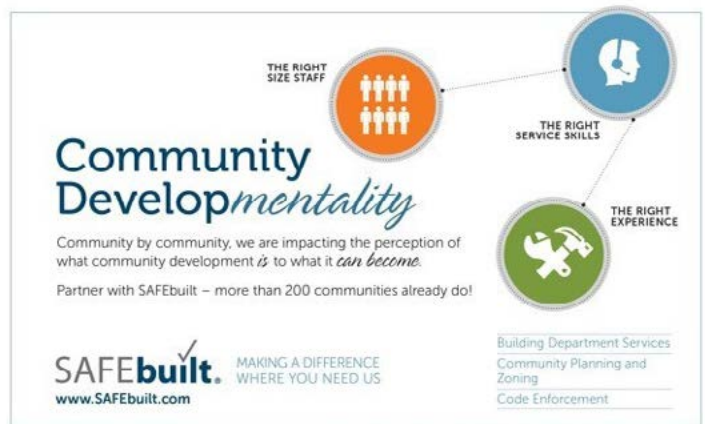 THE RIGHT
SIZE STAFF
THE RIGHT
SERVICE SKILLS
THE RIGHT
EXPERIENCE
Community
Developmentality
Community by community, we are impacting the perception of
what community development is to what it can become.
Partner with SAFEbuilt – more than 200 communities already do!
SAFEbuilt.
www.SAFEbuilt.com
MAKING A DIFFERENCE
WHERE YOU NEED US
Building Department Services
Community Planning and
Zoning
Code Enforcement